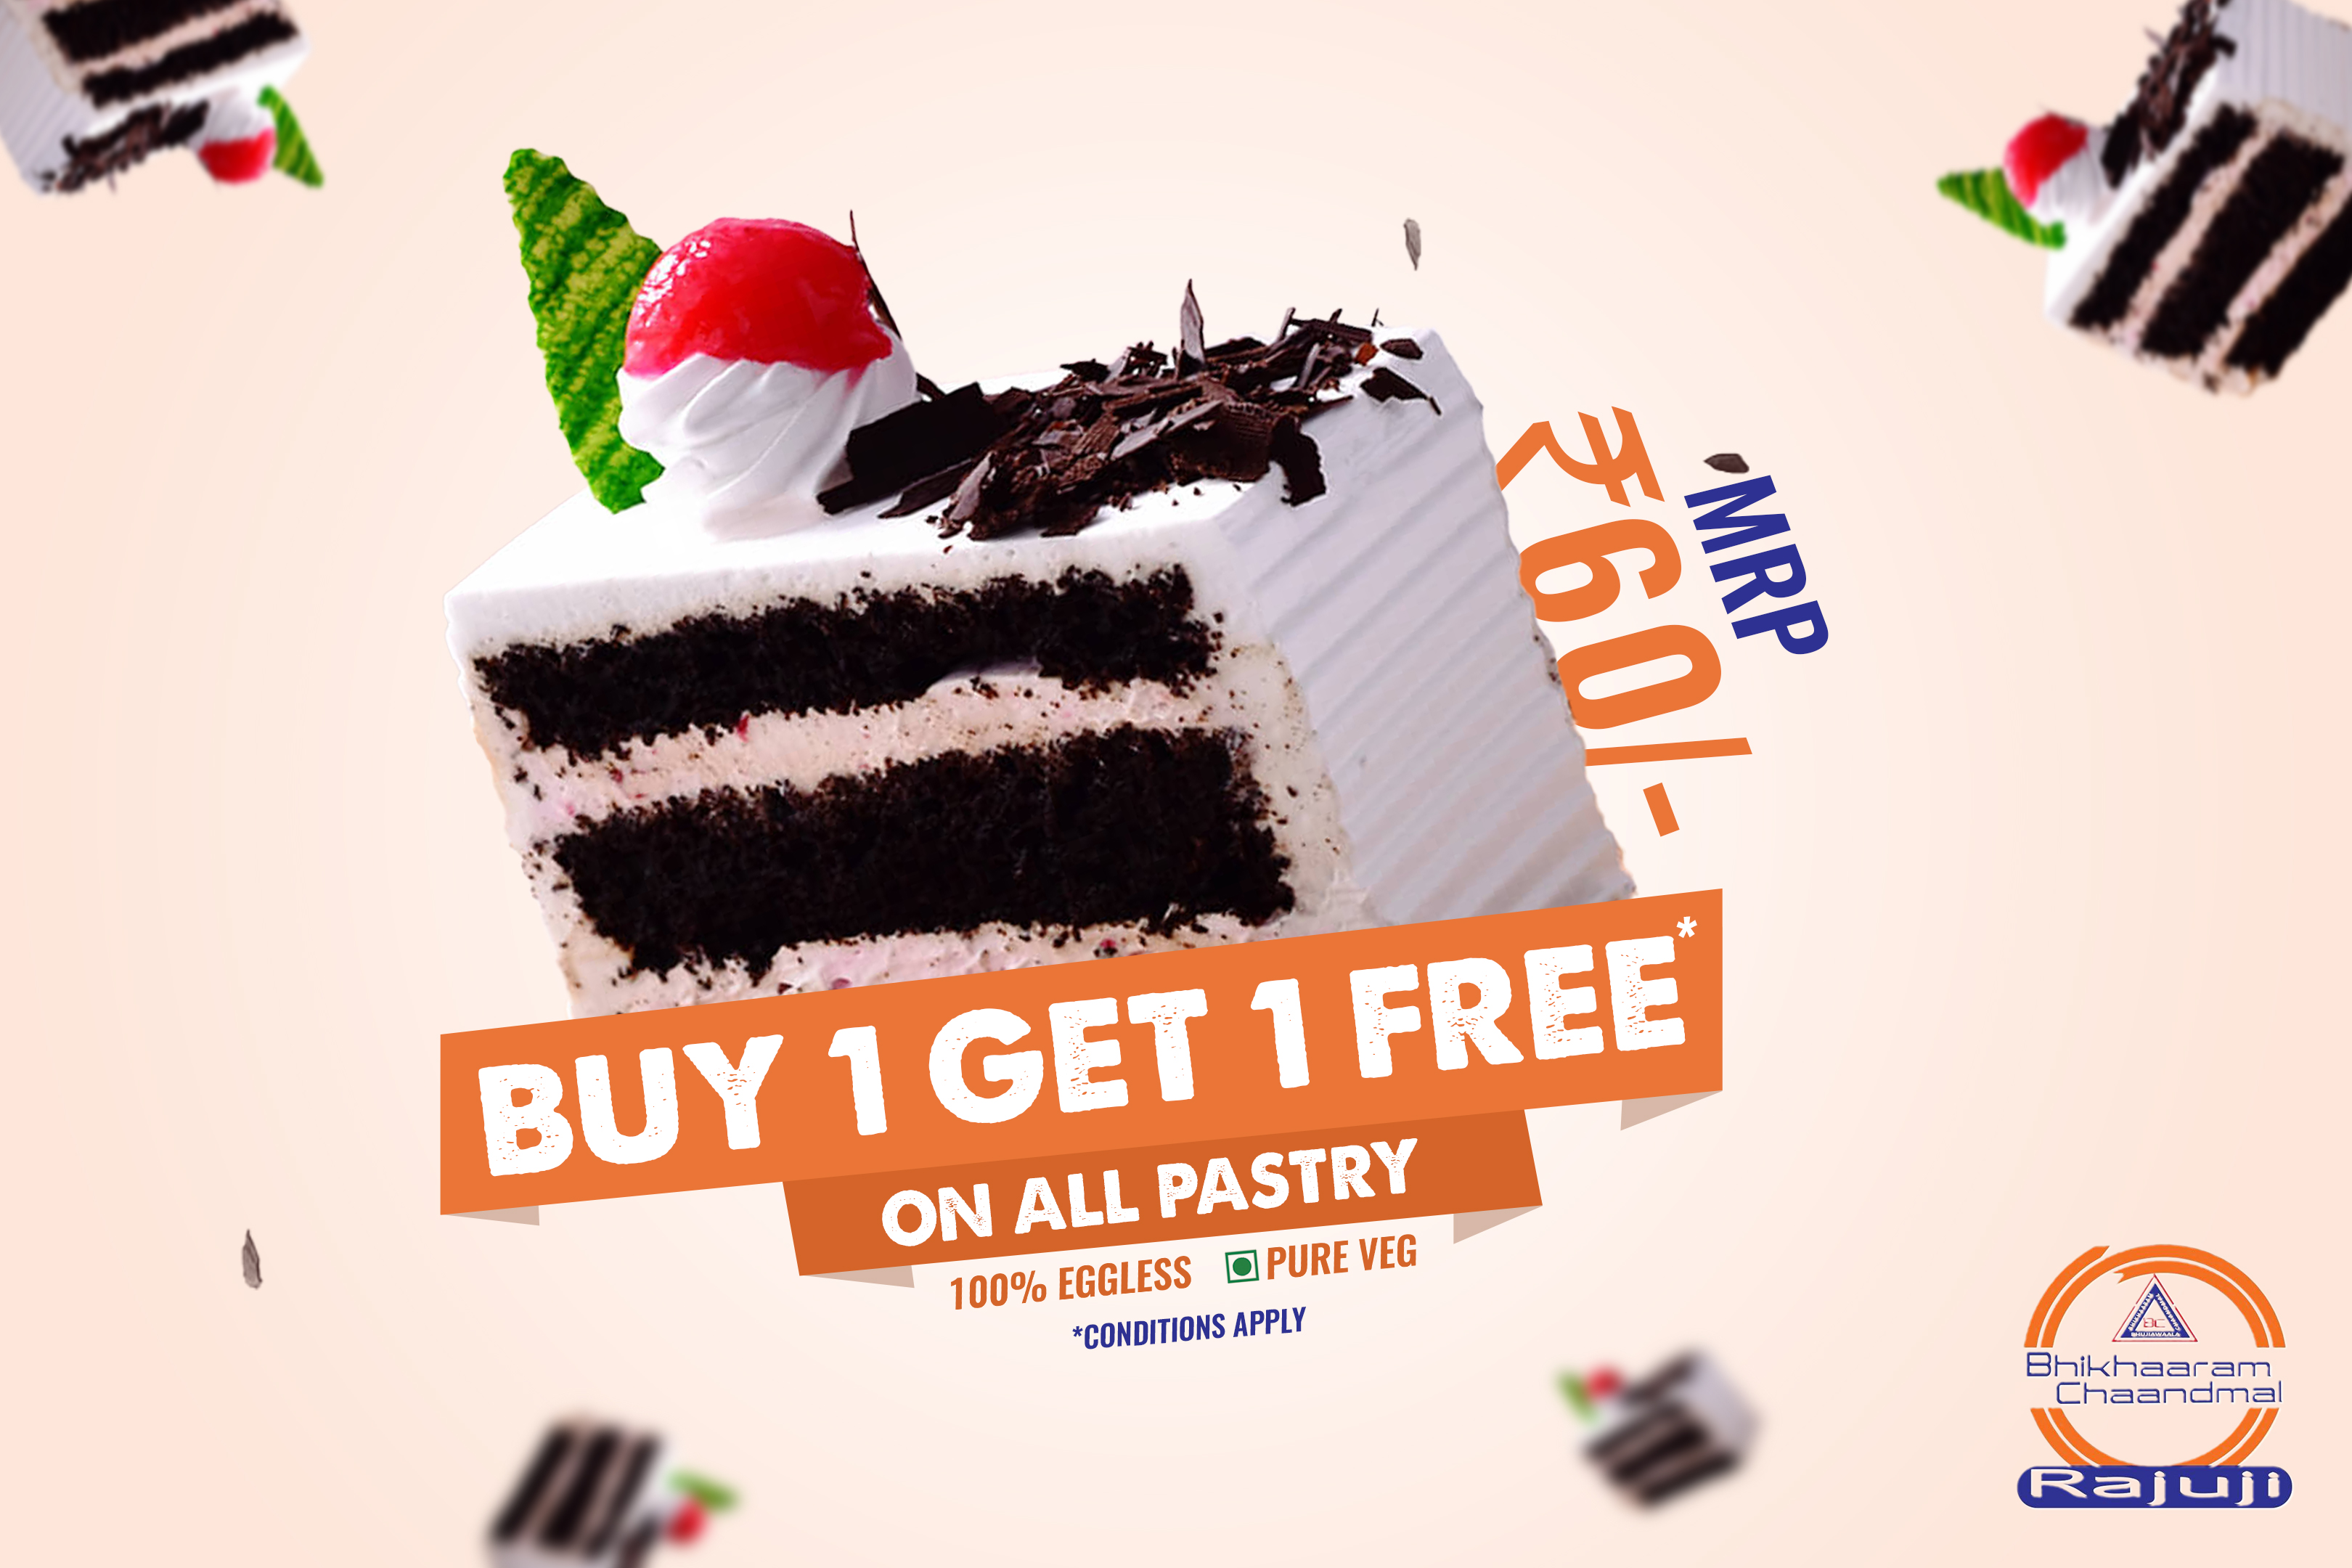 MRP
₹60/-
BUY 1 GET 1 FREE*
ON ALL PASTRY
100% EGGLESS PURE VEG
*CONDITIONS APPLY
BHUJIAWAALA
Bhikhaaram
Chaandmal
Rajuji